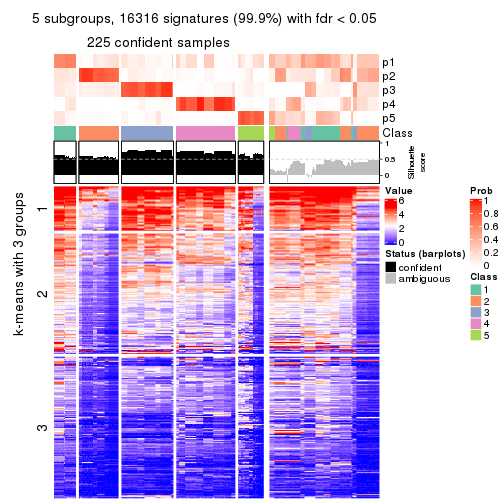 5 subgroups, 16316 signatures (99.9%) with fdr < 0.05
225 confident samples
p1
p2
p3
p4
p5
Class
1
0.5
0
Silhouette
score
k-means with 3 groups
1
2
3
Value
6
4
2
0
Status (barplots)
confident
ambiguous
Prob
1
0.8
0.6
0.4
0.2
0
Class
1
2
3
4
5